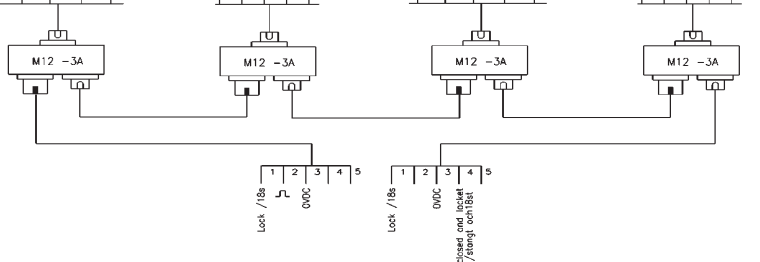 M12 -3A
M12 -3A
M12 -3A
M12 -3A
1 2 3 4 5
1 2 3 4 5
Lock /18s
0VDC
Lock /18s
0VDC
closed and locket
/stangt och18st